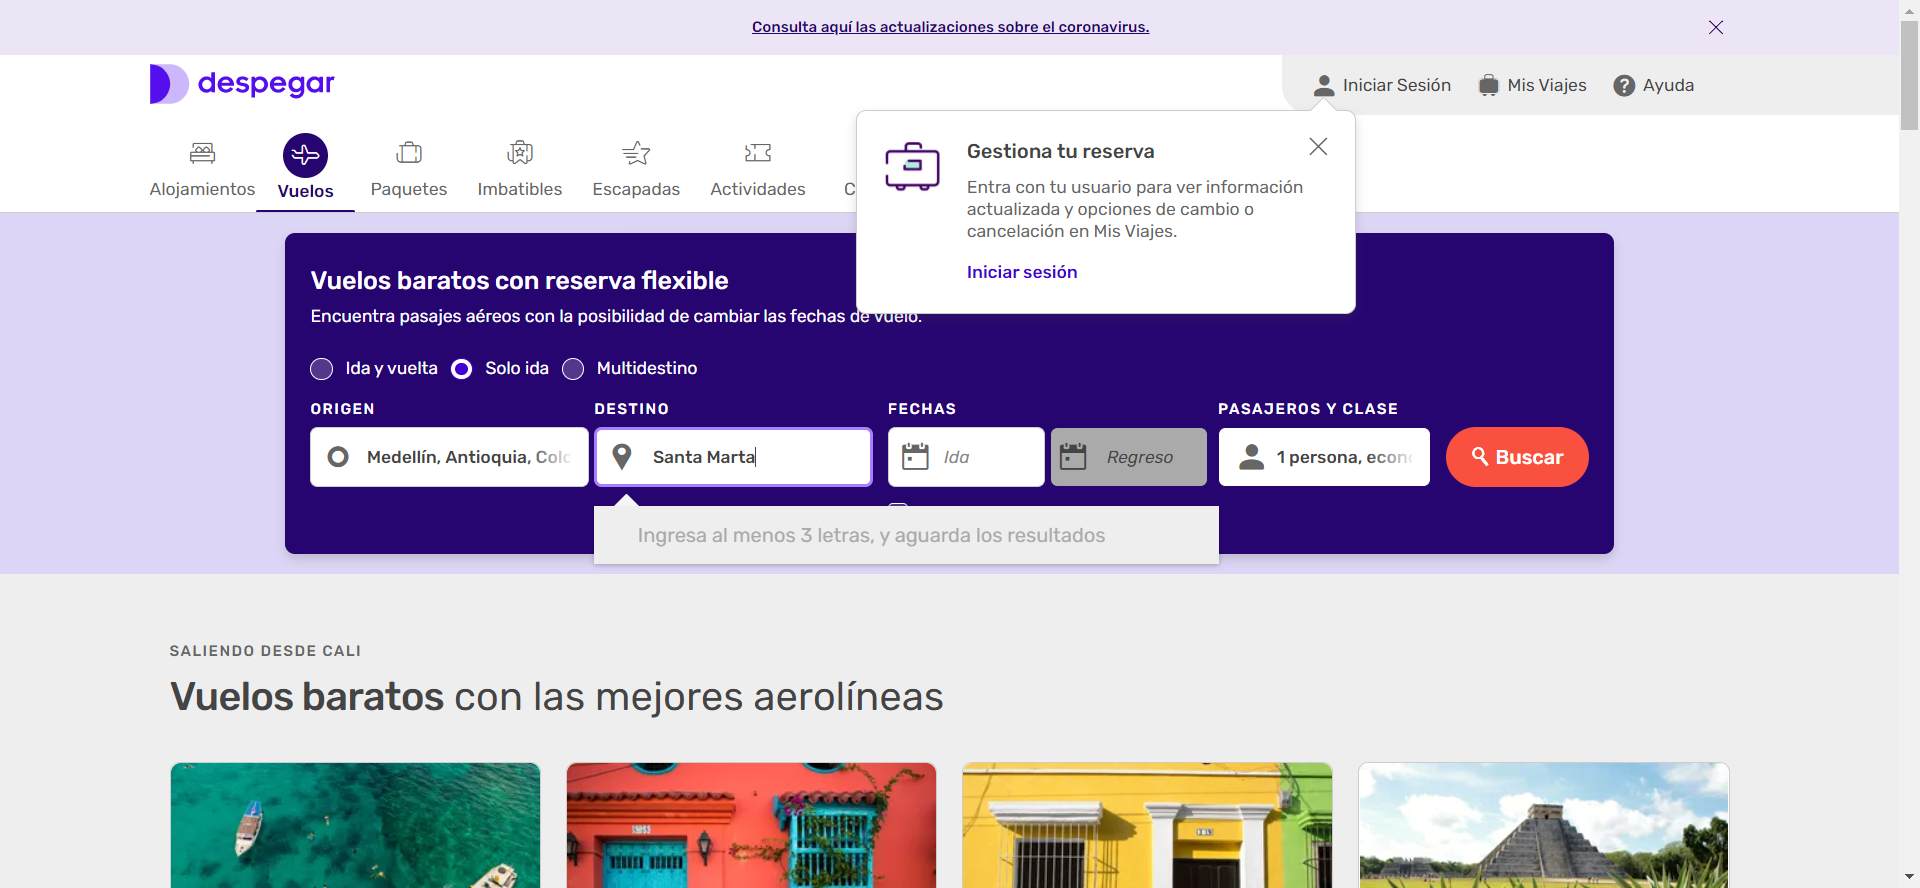 Consulta aquí las actualizaciones sobre el coronavirus.
despegar
Iniciar Sesión
Mis Viajes
Ayuda
Alojamientos
Vuelos
Paquetes
Imbatibles
Escapadas
Actividades
C
Gestiona tu reserva
Entra con tu usuario para ver información
actualizada y opciones de cambio o
cancelación en Mis Viajes.
Iniciar sesión
Vuelos baratos con reserva flexible
Encuentra pasajes aéreos con la posibilidad de cambiar las fechas de vuelo.
Ida y vuelta
Solo ida
Multidestino
ORIGEN
DESTINO
FECHAS
PASAJEROS Y CLASE
Medellín, Antioquia, Colo
Santa Marta
Ida
Regreso
1 persona, econo
Buscar
Ingresa al menos 3 letras, y aguarda los resultados
SALIENDO DESDE CALI
Vuelos baratos con las mejores aerolíneas